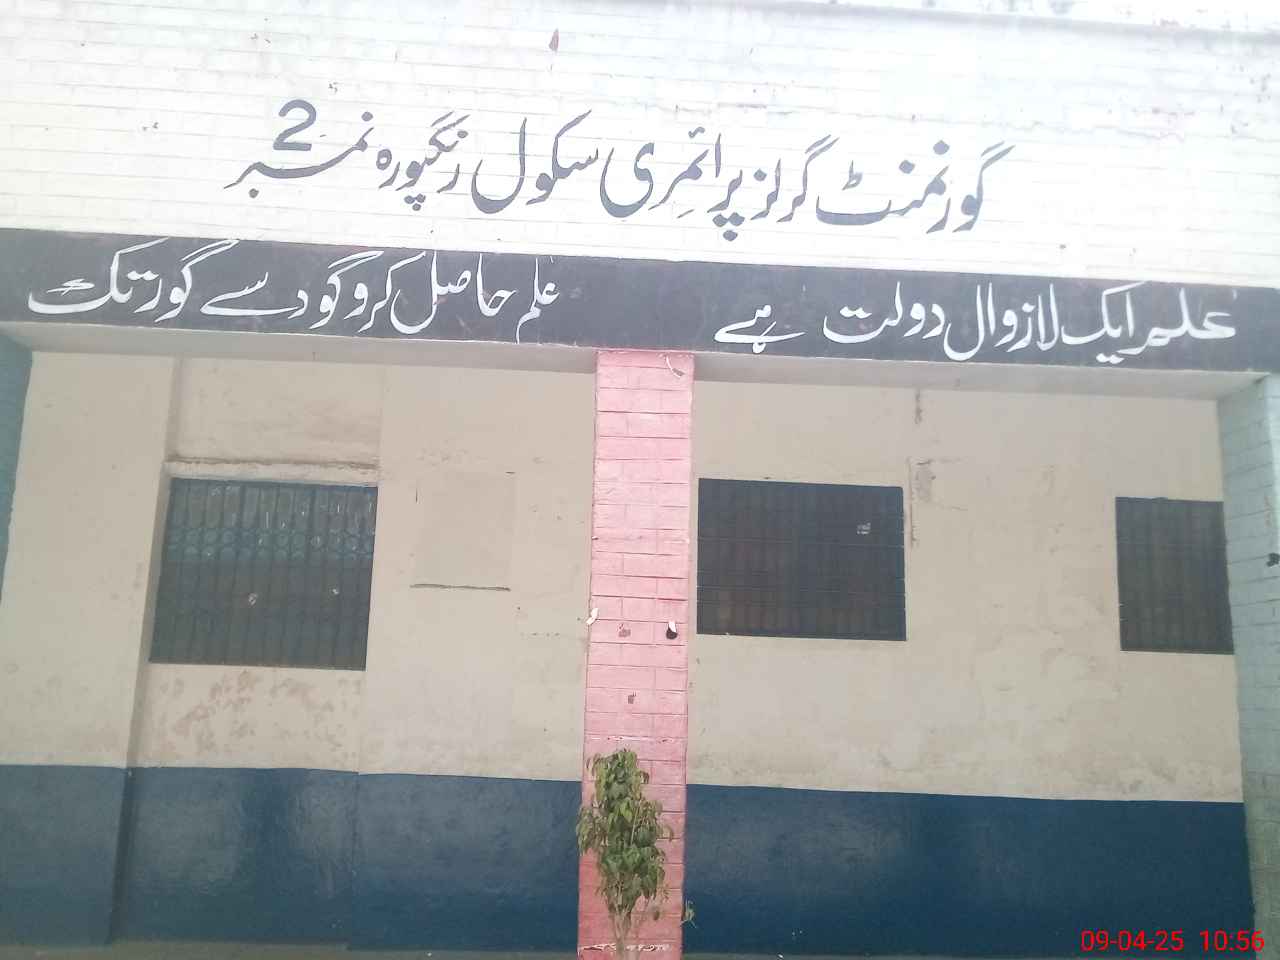 گورنمنٹ گرلز پرائمری سکول رنگپورہ نمبر 2
علم ایک لازوال دولت ہے
علم حاصل کرو گود سے گور تک
09-04-25 10:56